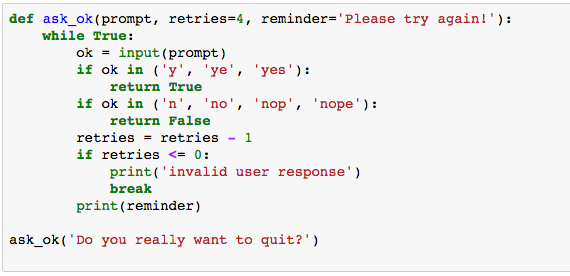 def ask_ok(prompt, retries=4, reminder='Please try again!'):
    while True:
        ok = input(prompt)
        if ok in ('y', 'ye', 'yes'):
            return True
        if ok in ('n', 'no', 'nop', 'nope'):
            return False
        retries = retries - 1
        if retries <= 0:
            print('invalid user response')
            break
        print(reminder)

ask_ok('Do you really want to quit?')